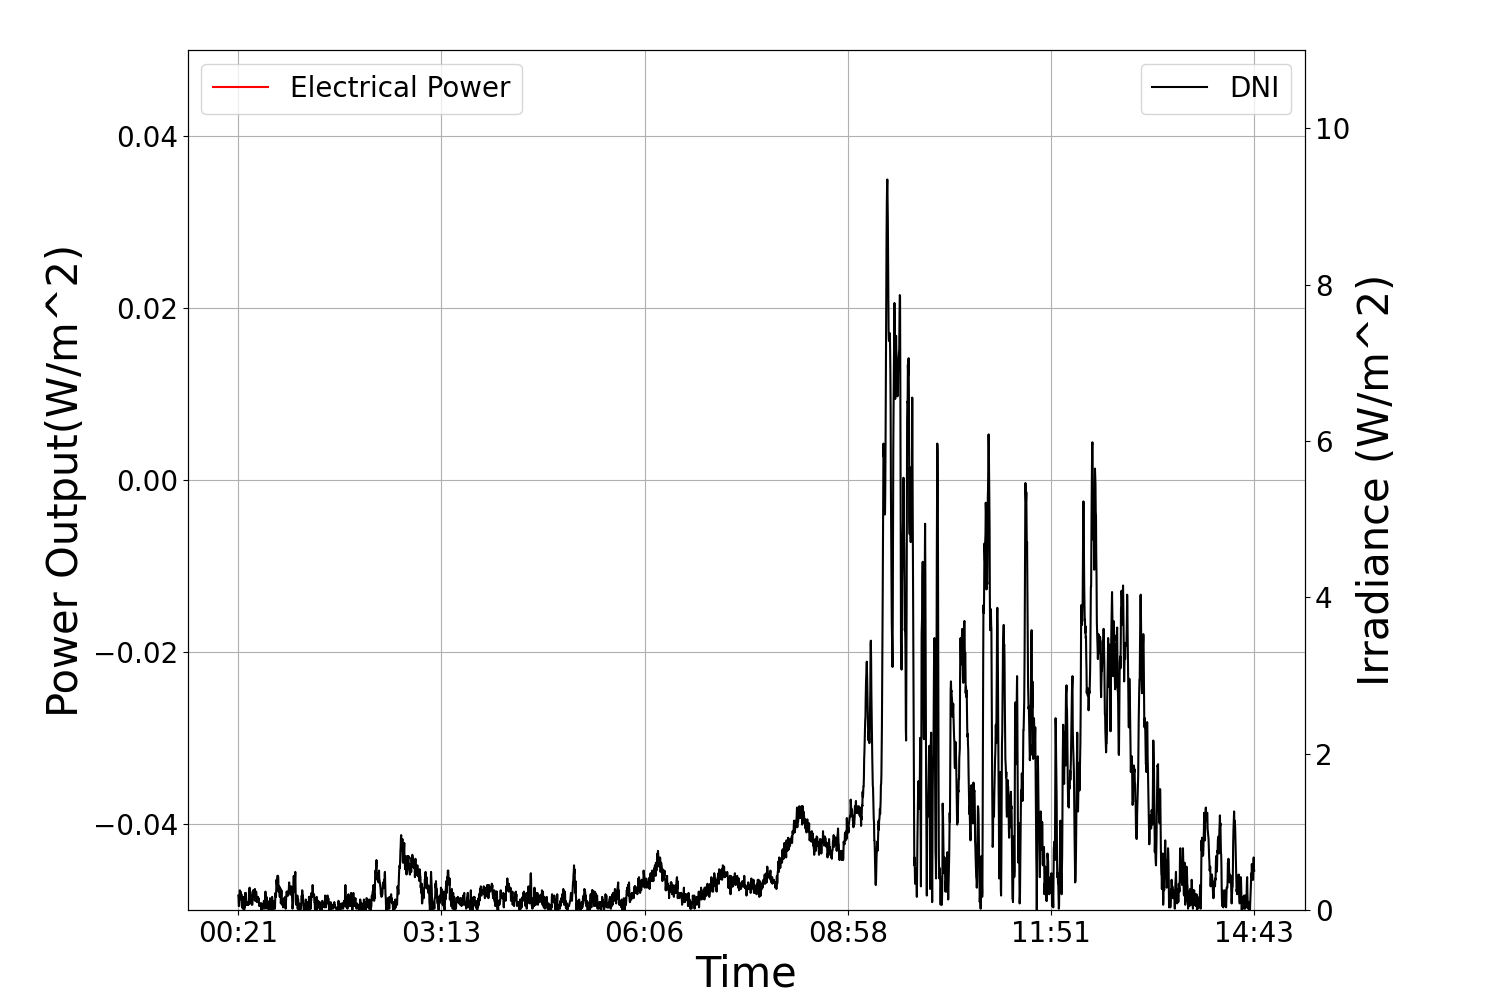 Electrical Power
DNI
0.04
0.02
0.00
−0.02
−0.04
Power Output(W/m^2)
10
8
6
4
2
0
Irradiance (W/m^2)
00:21 03:13 06:06 08:58 11:51 14:43
Time